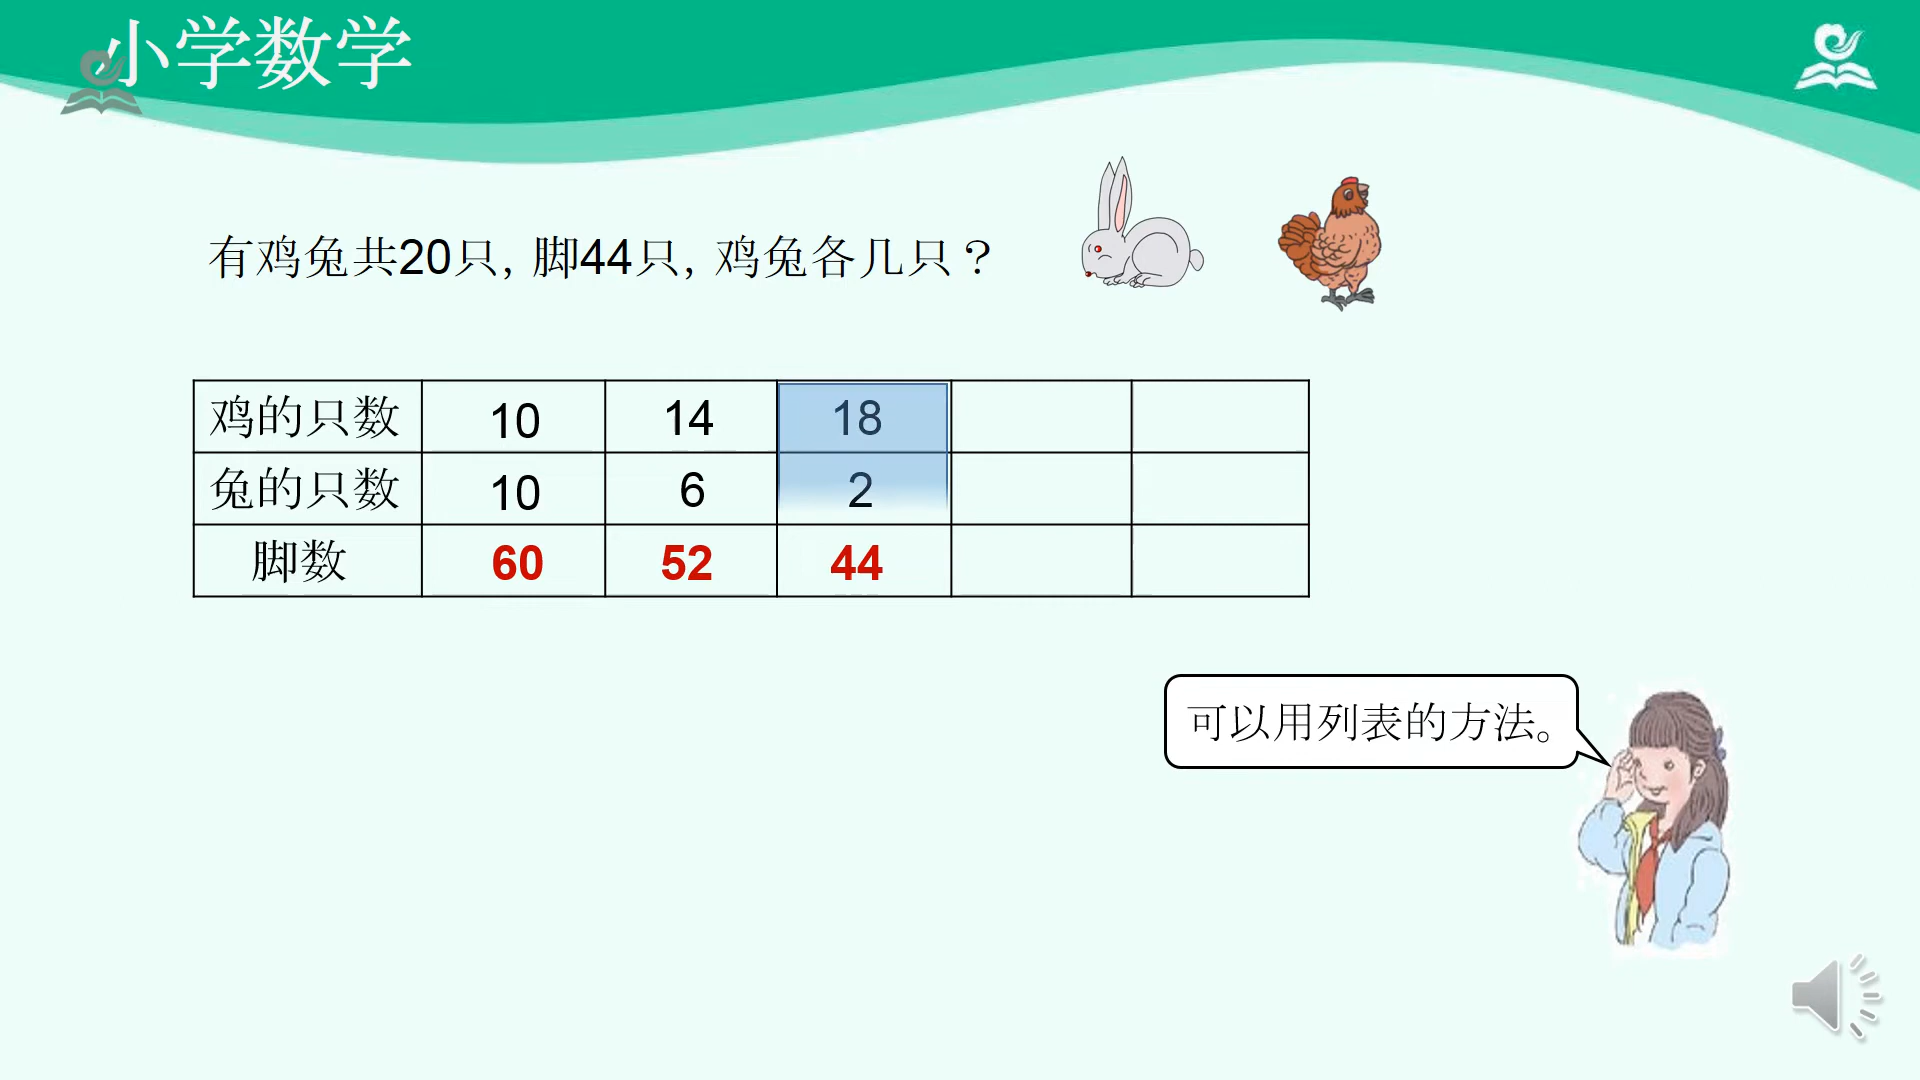 小学数学
有鸡兔共20只, 脚44只, 鸡兔各几只？
鸡的只数 10 14 18
兔的只数 10 6 2
脚数 60 52 44
可以用列表的方法。